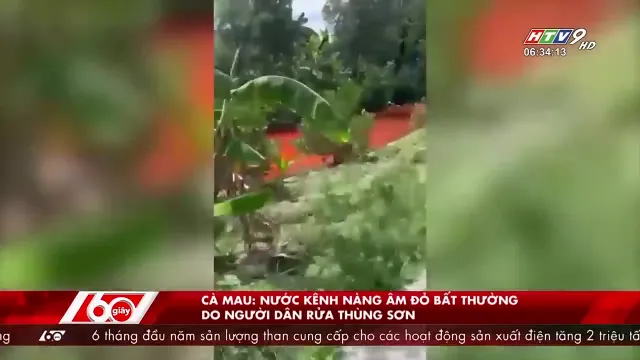 HTV9 HD
06:34:13
60 giây
CÀ MAU: NƯỚC KÊNH NÀNG ÂM ĐỎ BẤT THƯỜNG
DO NGƯỜI DÂN RỬA THÙNG SƠN
60s 6 tháng đầu năm sản lượng than cung cấp cho các hoạt động sản xuất điện tăng 2 triệu tấ